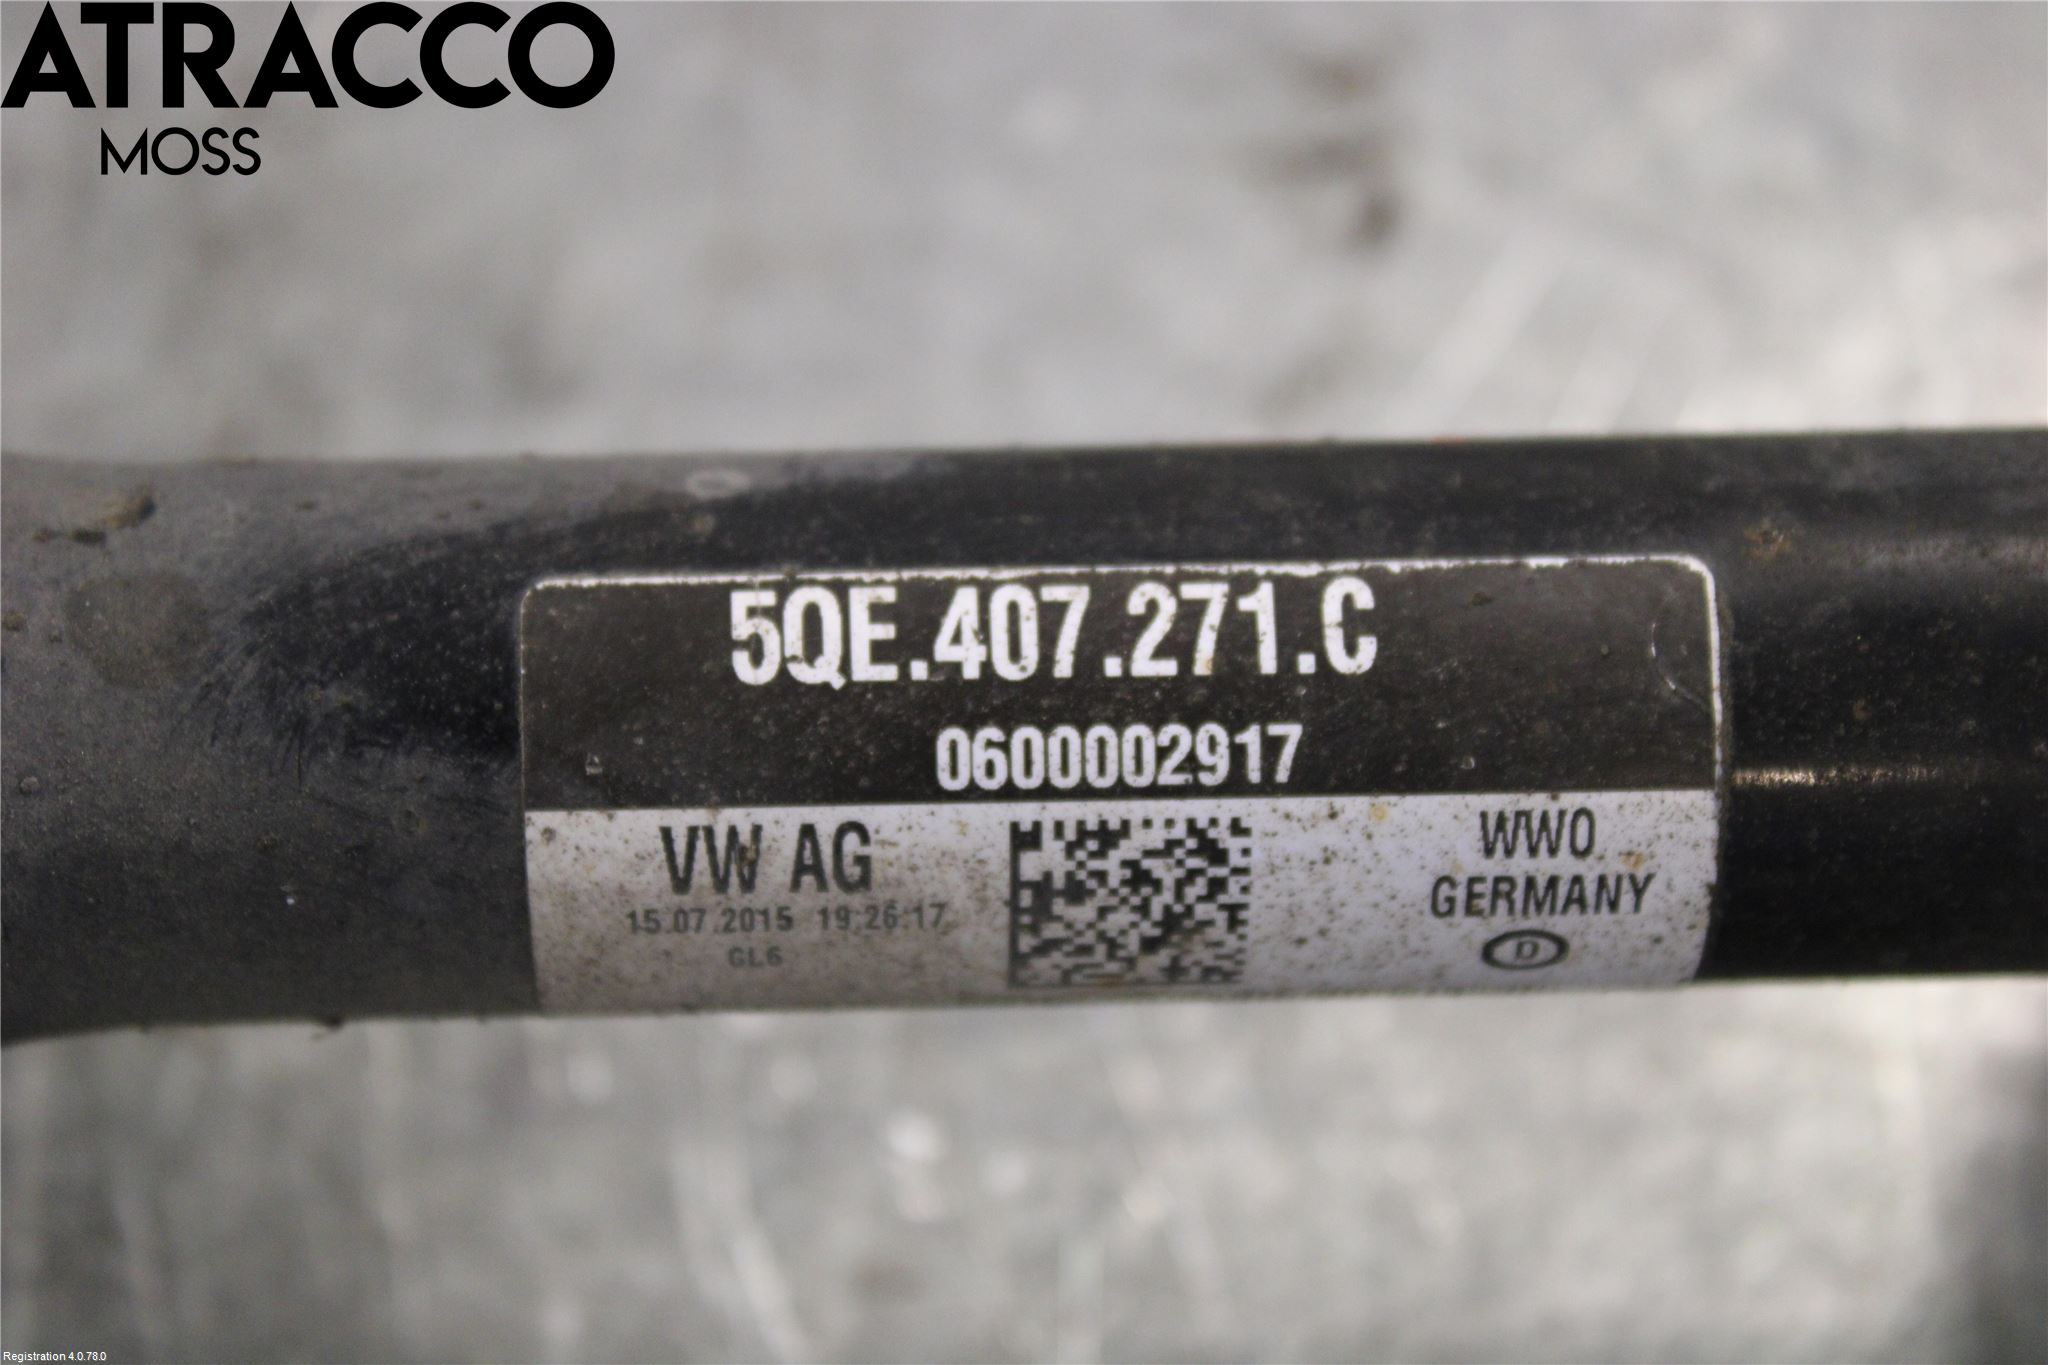 ATRACCO
MOSS
5QE.407.271.C
0600002917
VW AG
15.07.2015 19:26:17
GL6
WWO
GERMANY
D
Registration 4.0.78.0